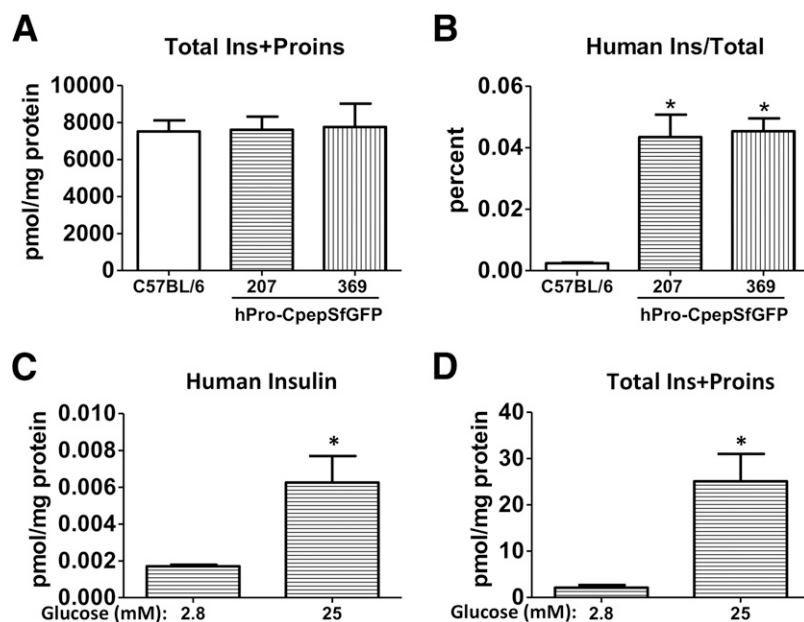 A
Total Ins+Proins
pmol/mg protein
10000
8000
6000
4000
2000
0
C57BL/6 207 369
hPro-CpepSfGFP
B
Human Ins/Total
percent
0.06
0.04
0.02
0.00
* *
C57BL/6 207 369
hPro-CpepSfGFP
C
Human Insulin
pmol/mg protein
0.010
0.008
0.006
0.004
0.002
0.000
*
Glucose (mM): 2.8 25
D
Total Ins+Proins
pmol/mg protein
40
30
20
10
0
*
Glucose (mM): 2.8 25